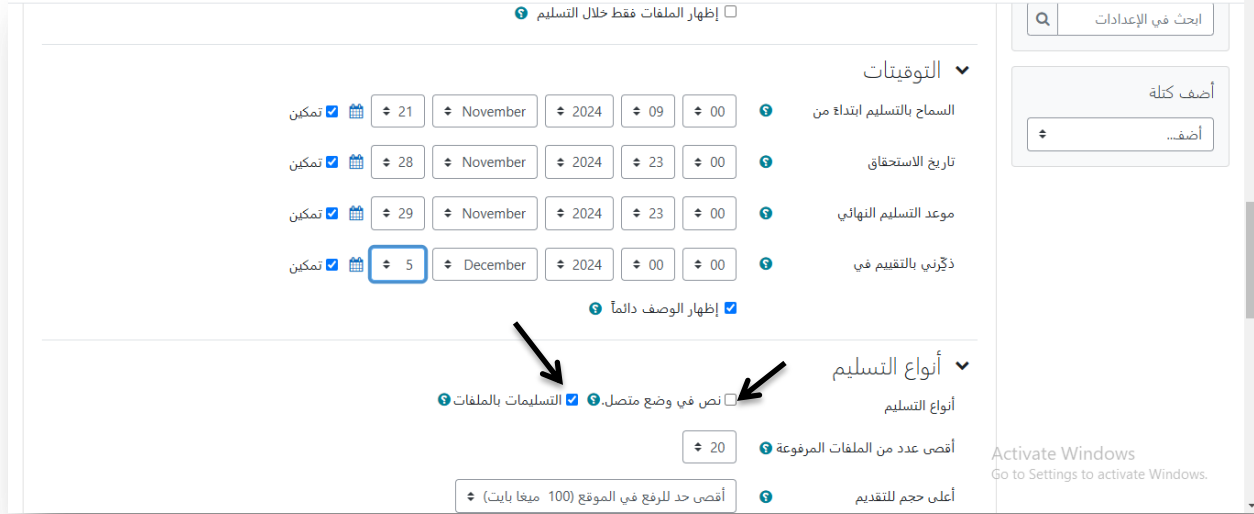 إظهار الملفات فقط خلال التسليم
ابحث في الإعدادات
التوقيتات
أضف كتلة
أضف...
السماح بالتسليم ابتداءً من 00 09 2024 November 21 تمكين
تاريخ الاستحقاق 00 23 2024 November 28 تمكين
موعد التسليم النهائي 00 23 2024 November 29 تمكين
ذكّرني بالتقييم في 00 00 2024 December 5 تمكين
إظهار الوصف دائماً
أنواع التسليم
أنواع التسليم نص في وضع متصل. التسليمات بالملفات
أقصى عدد من الملفات المرفوعة 20
أعلى حجم للتقديم أقصى حد للرفع في الموقع (100 ميغا بايت)
Activate Windows
Go to Settings to activate Windows.